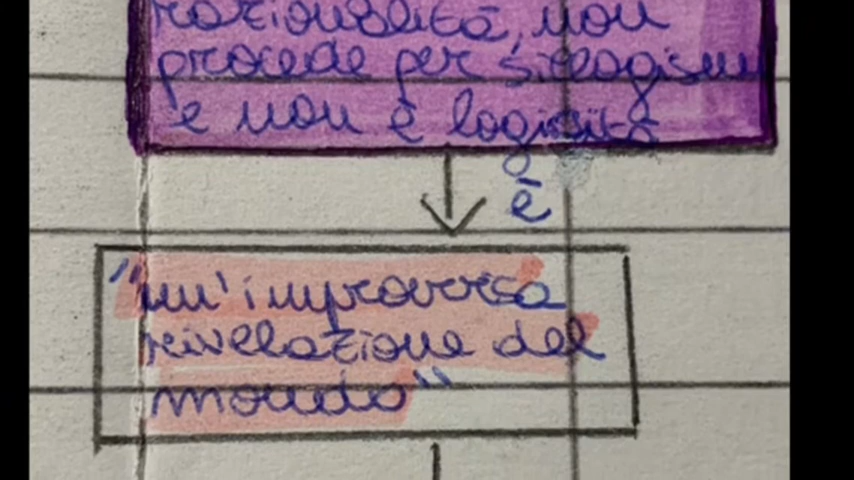 razionalità, non
procede per sillogismi
e non è logicità
è
"un'improvvisa
rivelazione del
mondo"